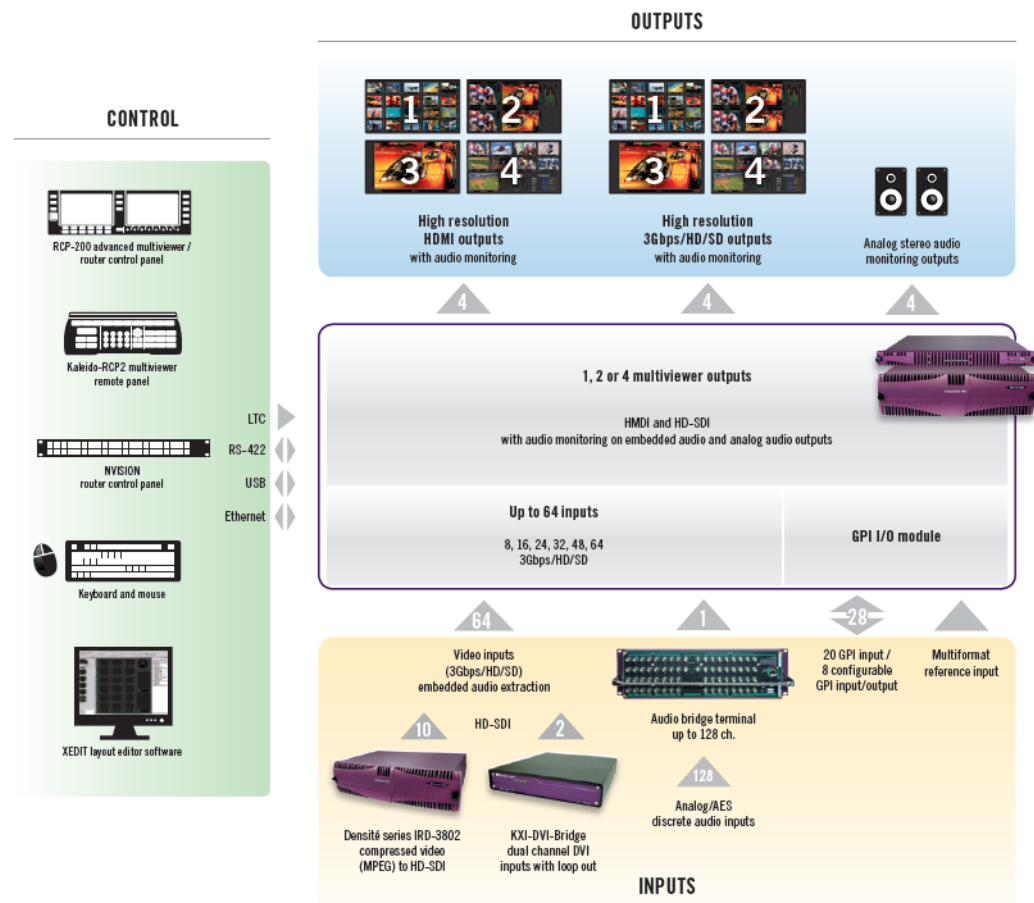 OUTPUTS
1
2
3
4
1
2
3
4
High resolution
HDMI outputs
with audio monitoring
High resolution
3Gbps/HD/SD outputs
with audio monitoring
Analog stereo audio
monitoring outputs
4
4
4
CONTROL
RCP-200 advanced multiviewer /
router control panel
Kaleido-RCP2 multiviewer
remote panel
NVISION
router control panel
Keyboard and mouse
XEDIT layout editor software
LTC
RS-422
USB
Ethernet
1, 2 or 4 multiviewer outputs
HMDI and HD-SDI
with audio monitoring on embedded audio and analog audio outputs
Up to 64 inputs
8, 16, 24, 32, 48, 64
3Gbps/HD/SD
GPI I/O module
64
1
28
Video inputs
(3Gbps/HD/SD)
embedded audio extraction
20 GPI input /
8 configurable
GPI input/output
Multiformat
reference input
10
HD-SDI
2
Audio bridge terminal
up to 128 ch.
128
Analog/AES
discrete audio inputs
Densité series IRD-3802
compressed video
(MPEG) to HD-SDI
KXI-DVI-Bridge
dual channel DVI
inputs with loop out
INPUTS